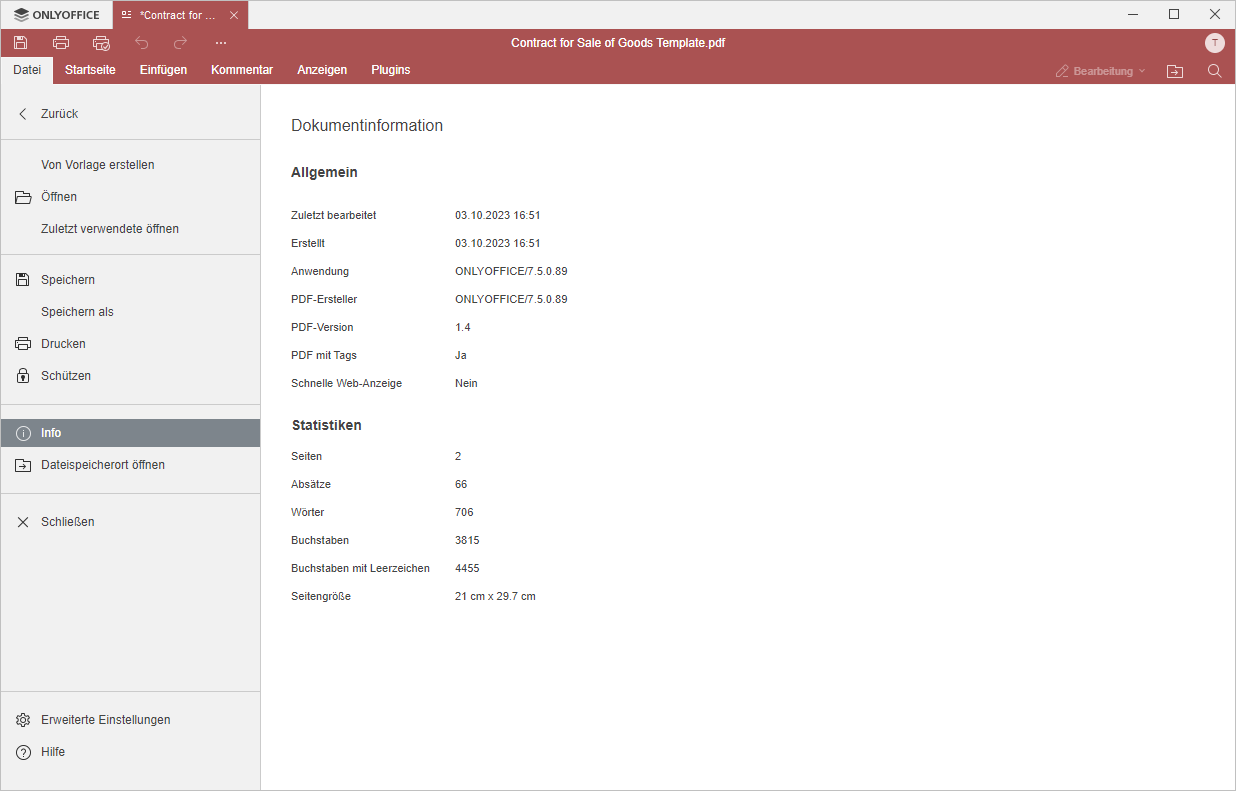 ONLYOFFICE
*Contract for ...
Contract for Sale of Goods Template.pdf
T
Datei Startseite Einfügen Kommentar Anzeigen Plugins Bearbeitung
Zurück
Von Vorlage erstellen
Öffnen
Zuletzt verwendete öffnen
Speichern
Speichern als
Drucken
Schützen
Info
Dateispeicherort öffnen
Schließen
Erweiterte Einstellungen
Hilfe
Dokumentinformation
Allgemein
Zuletzt bearbeitet 03.10.2023 16:51
Erstellt 03.10.2023 16:51
Anwendung ONLYOFFICE/7.5.0.89
PDF-Ersteller ONLYOFFICE/7.5.0.89
PDF-Version 1.4
PDF mit Tags Ja
Schnelle Web-Anzeige Nein
Statistiken
Seiten 2
Absätze 66
Wörter 706
Buchstaben 3815
Buchstaben mit Leerzeichen 4455
Seitengröße 21 cm x 29.7 cm